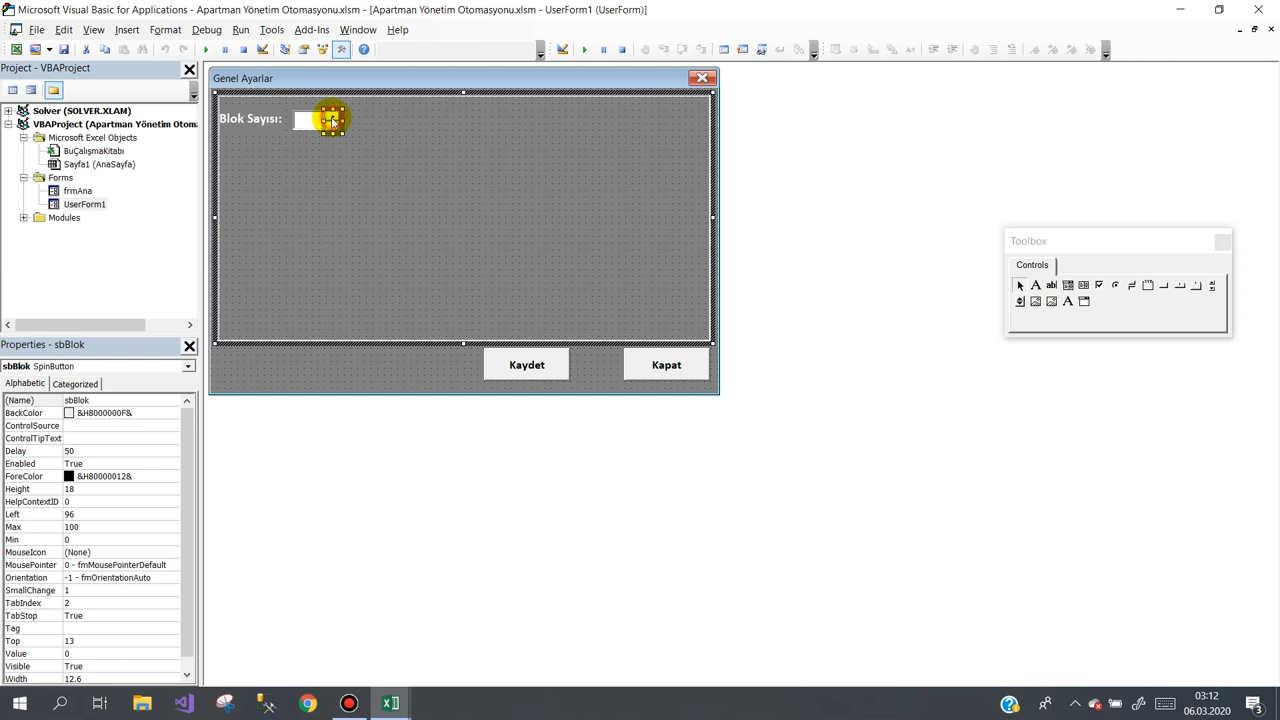 Microsoft Visual Basic for Applications - Apartman Yönetim Otomasyonu.xlsm - [Apartman Yönetim Otomasyonu.xlsm - UserForm1 (UserForm)]
File Edit View Insert Format Debug Run Tools Add-Ins Window Help
Project - VBAProject
Solver (SOLVER.XLAM)
VBAProject (Apartman Yönetim Otom
Microsoft Excel Objects
BuÇalışmaKitabı
Sayfa1 (AnaSayfa)
Forms
frmAna
UserForm1
Modules
Genel Ayarlar
Blok Sayısı:
Kaydet
Kapat
Toolbox
Controls
Properties - sbBlok
sbBlok SpinButton
Alphabetic Categorized
(Name) sbBlok
BackColor &H8000000F&
ControlSource
ControlTipText
Delay 50
Enabled True
ForeColor &H80000012&
Height 18
HelpContextID 0
Left 96
Max 100
Min 0
MouseIcon (None)
MousePointer 0 - fmMousePointerDefault
Orientation -1 - fmOrientationAuto
SmallChange 1
TabIndex 2
TabStop True
Tag
Top 13
Value 0
Visible True
Width 12.6
03:12
06.03.2020
3